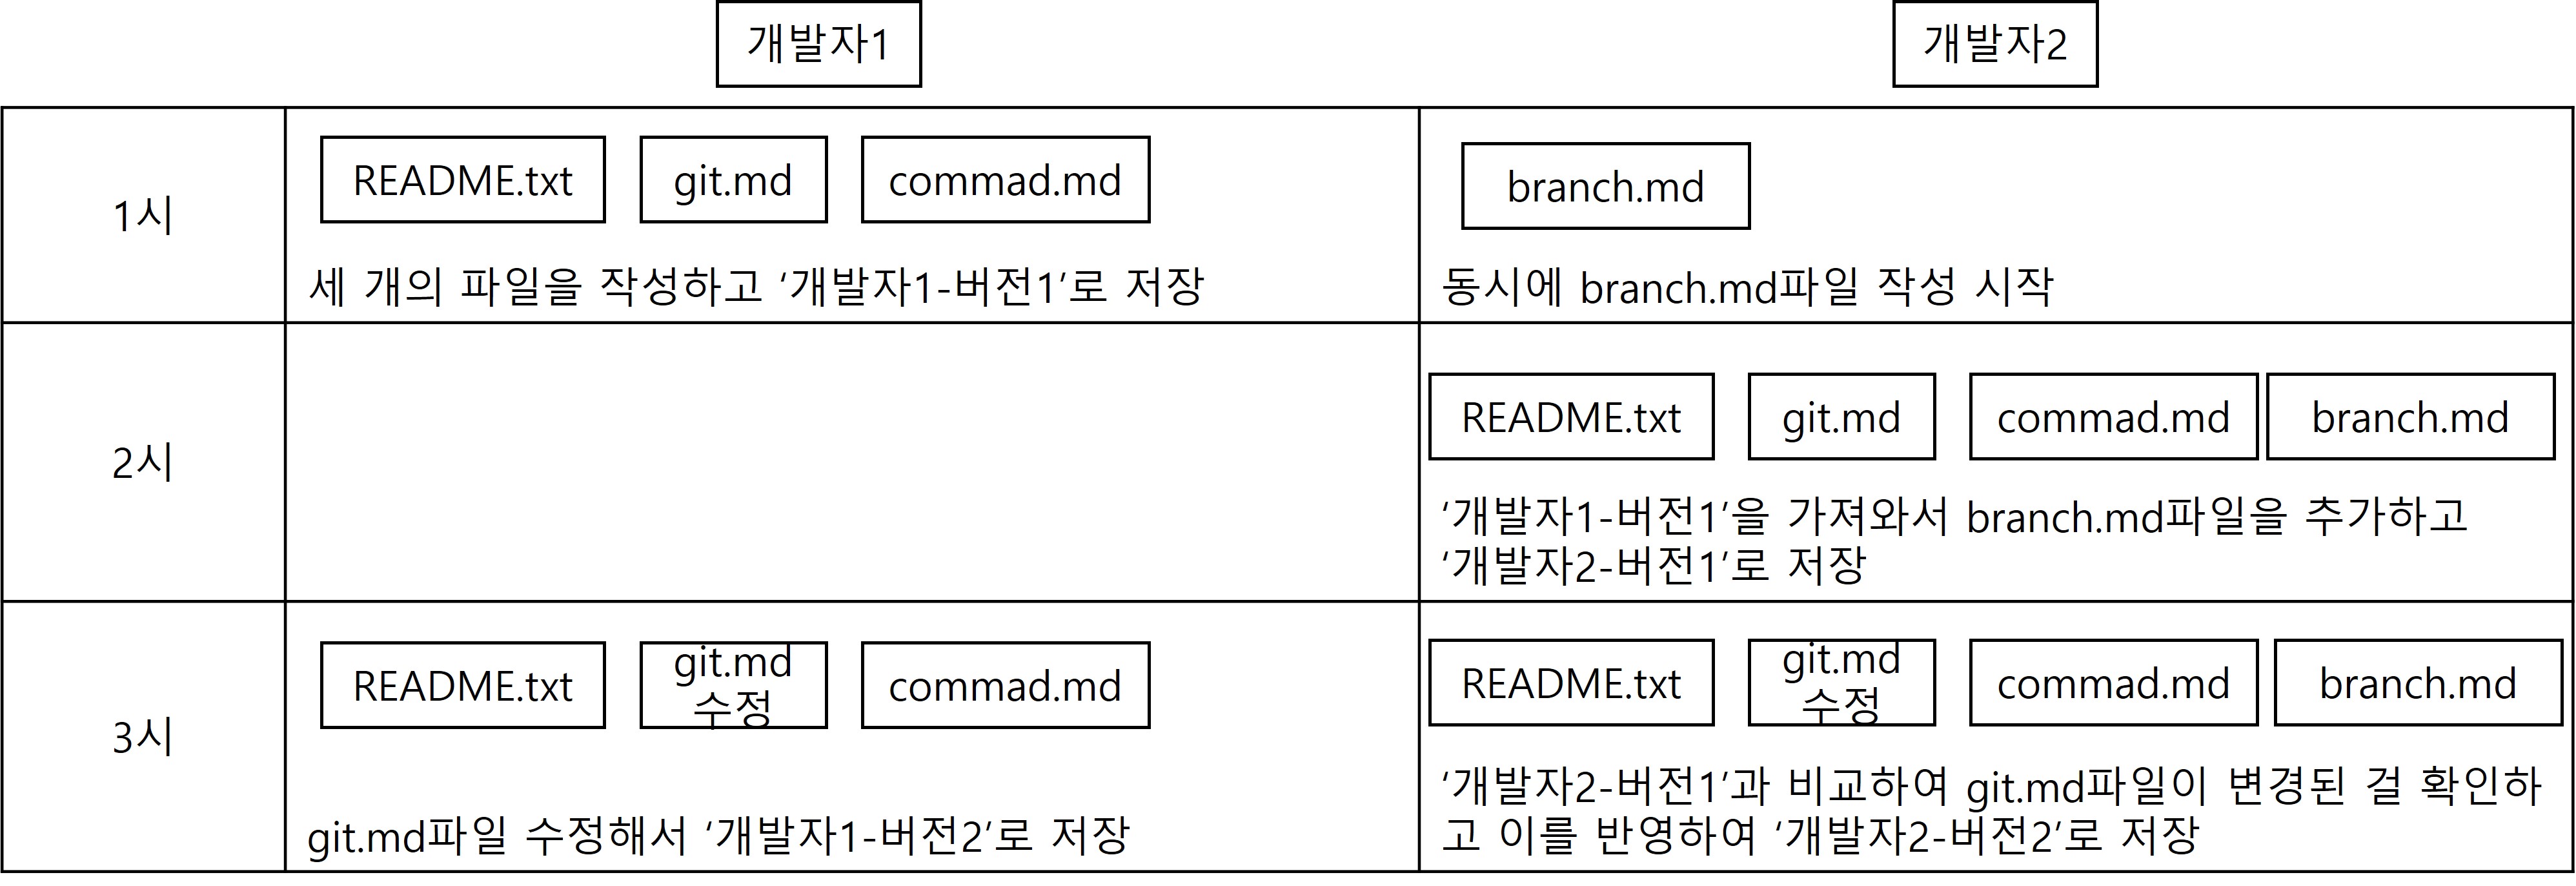 개발자1
개발자2
1시
README.txt
git.md
commad.md
세 개의 파일을 작성하고 ‘개발자1-버전1’로 저장
branch.md
동시에 branch.md파일 작성 시작
2시
README.txt
git.md
commad.md
branch.md
‘개발자1-버전1’을 가져와서 branch.md파일을 추가하고
‘개발자2-버전1’로 저장
3시
README.txt
git.md
수정
commad.md
git.md파일 수정해서 ‘개발자1-버전2’로 저장
README.txt
git.md
수정
commad.md
branch.md
‘개발자2-버전1’과 비교하여 git.md파일이 변경된 걸 확인하
고 이를 반영하여 ‘개발자2-버전2’로 저장